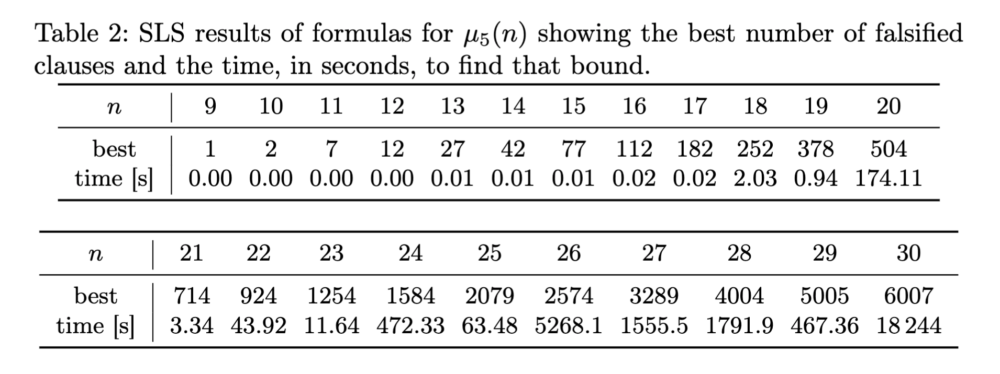 Table 2: SLS results of formulas for μ₅(n) showing the best number of falsified
clauses and the time, in seconds, to find that bound.
n 9 10 11 12 13 14 15 16 17 18 19 20
best 1 2 7 12 27 42 77 112 182 252 378 504
time [s] 0.00 0.00 0.00 0.00 0.01 0.01 0.01 0.02 0.02 2.03 0.94 174.11
n 21 22 23 24 25 26 27 28 29 30
best 714 924 1254 1584 2079 2574 3289 4004 5005 6007
time [s] 3.34 43.92 11.64 472.33 63.48 5268.1 1555.5 1791.9 467.36 18 244